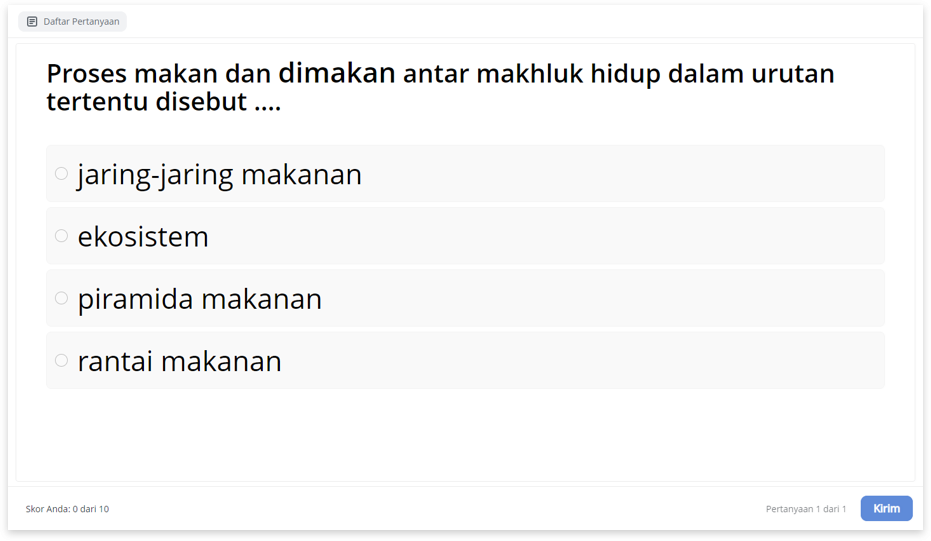 Daftar Pertanyaan
Proses makan dan dimakan antar makhluk hidup dalam urutan
tertentu disebut ....
jaring-jaring makanan
ekosistem
piramida makanan
rantai makanan
Skor Anda: 0 dari 10
Pertanyaan 1 dari 1
Kirim